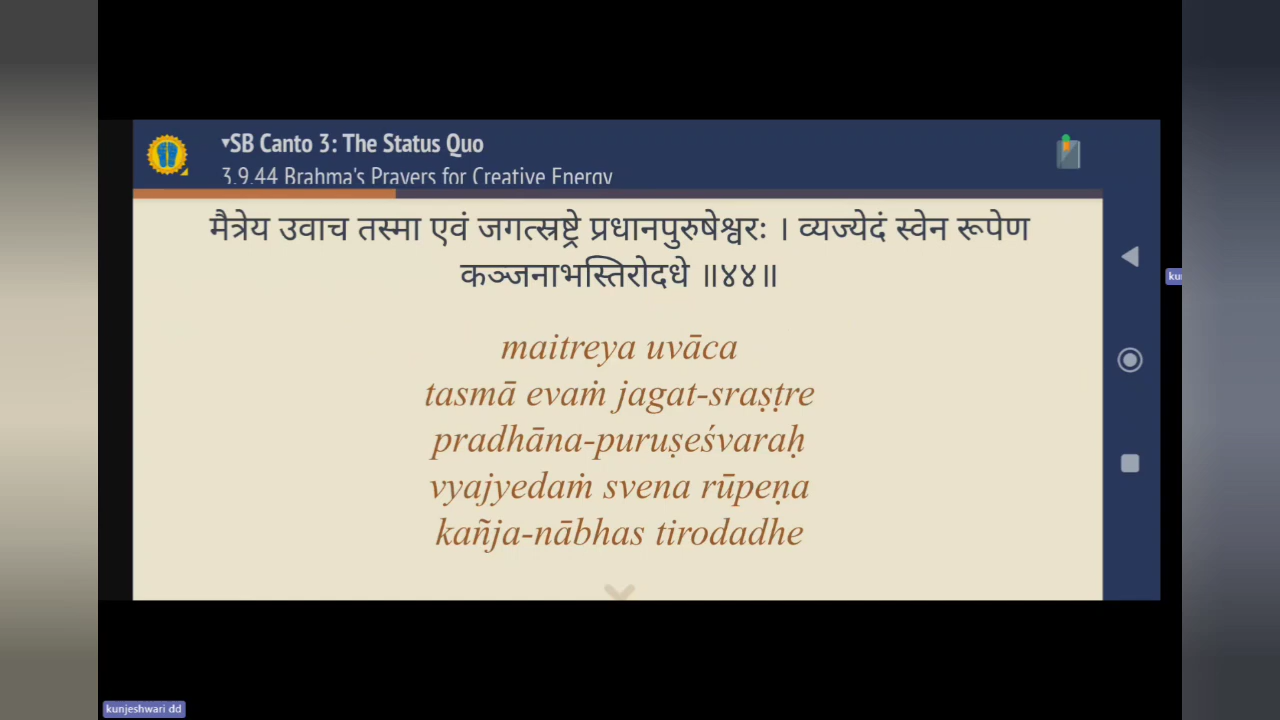 ▾SB Canto 3: The Status Quo
3.9.44 Brahma's Prayers for Creative Energy
मैत्रेय उवाच तस्मा एवं जगत्स्रष्ट्रे प्रधानपुरुषेश्वरः । व्यज्येदं स्वेन रूपेण
कञ्जनाभस्तिरोदधे ॥४४॥
maitreya uvāca
tasmā evaṁ jagat-sraṣṭre
pradhāna-puruṣeśvaraḥ
vyajyedaṁ svena rūpeṇa
kañja-nābhas tirodadhe
ku
kunjeshwari dd